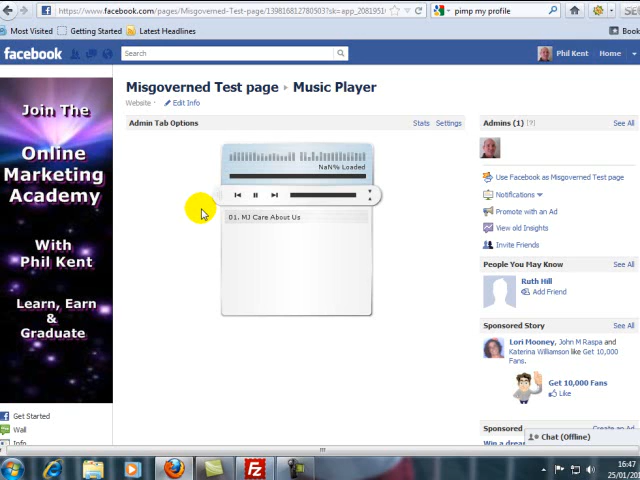 https://www.facebook.com/pages/Misgoverned-Test-page/139816812780503?sk=app_2081951
pimp my profile
Most Visited
Getting Started
Latest Headlines
facebook
Search
Phil Kent
Home
Join The
Online
Marketing
Academy
With
Phil Kent
Learn, Earn
&
Graduate
Get Started
Wall
Info
Misgoverned Test page ▸ Music Player
Website ·
Edit Info
Admin Tab Options
Stats
Settings
NaN% Loaded
01. MJ Care About Us
Admins (1) [?]
See All
Use Facebook as Misgoverned Test page
Notifications
Promote with an Ad
View old Insights
Invite Friends
People You May Know
See All
Ruth Hill
Add Friend
Sponsored Story
See All
Lori Mooney, John M Raspa and
Katerina Williamson like Get 10,000
Fans.
Get 10,000 Fans
Like
Sponsored
Create an Ad
Win a drea
Chat (Offline)
16:47